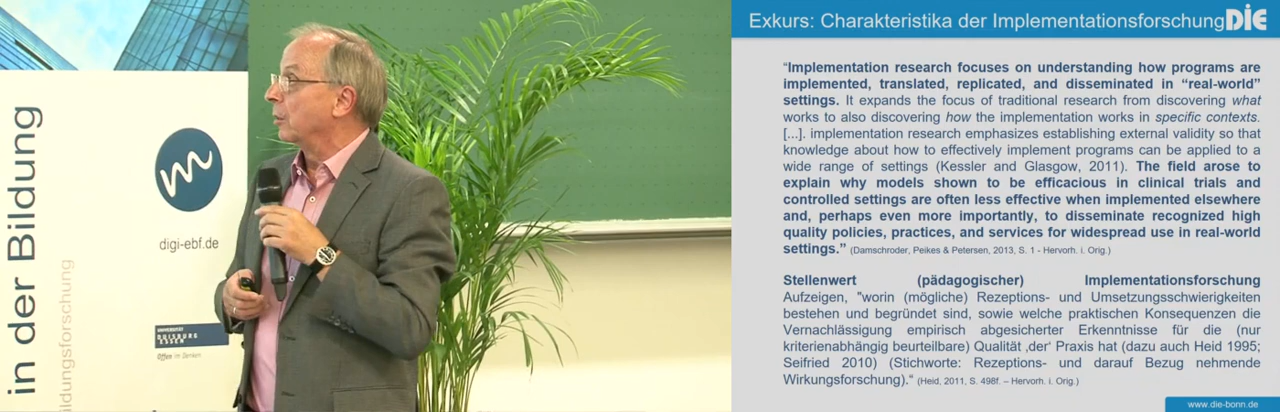 in der Bildung
ildungsforschung
digi-ebf.de
UNIVERSITÄT
DUISBURG
ESSEN
Offen im Denken
Exkurs: Charakteristika der Implementationsforschung
DIE
“Implementation research focuses on understanding how programs are
implemented, translated, replicated, and disseminated in “real-world”
settings. It expands the focus of traditional research from discovering what
works to also discovering how the implementation works in specific contexts.
[...]. implementation research emphasizes establishing external validity so that
knowledge about how to effectively implement programs can be applied to a
wide range of settings (Kessler and Glasgow, 2011). The field arose to
explain why models shown to be efficacious in clinical trials and
controlled settings are often less effective when implemented elsewhere
and, perhaps even more importantly, to disseminate recognized high
quality policies, practices, and services for widespread use in real-world
settings.” (Damschroder, Peikes & Petersen, 2013, S. 1 - Hervorh. i. Orig.)
Stellenwert (pädagogischer) Implementationsforschung
Aufzeigen, "worin (mögliche) Rezeptions- und Umsetzungsschwierigkeiten
bestehen und begründet sind, sowie welche praktischen Konsequenzen die
Vernachlässigung empirisch abgesicherter Erkenntnisse für die (nur
kriterienabhängig beurteilbare) Qualität ‚der‘ Praxis hat (dazu auch Heid 1995;
Seifried 2010) (Stichworte: Rezeptions- und darauf Bezug nehmende
Wirkungsforschung).“ (Heid, 2011, S. 498f. – Hervorh. i. Orig.)
www.die-bonn.de